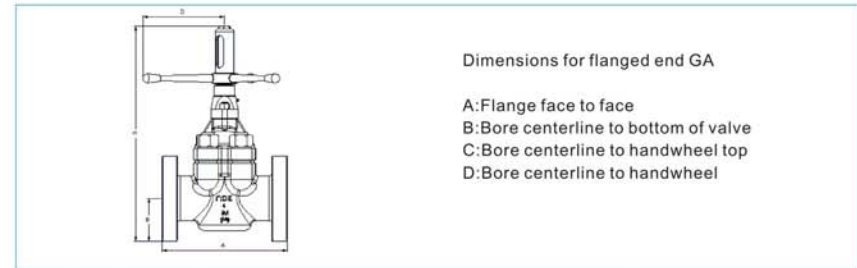 D
B
A
Dimensions for flanged end GA
A:Flange face to face
B:Bore centerline to bottom of valve
C:Bore centerline to handwheel top
D:Bore centerline to handwheel